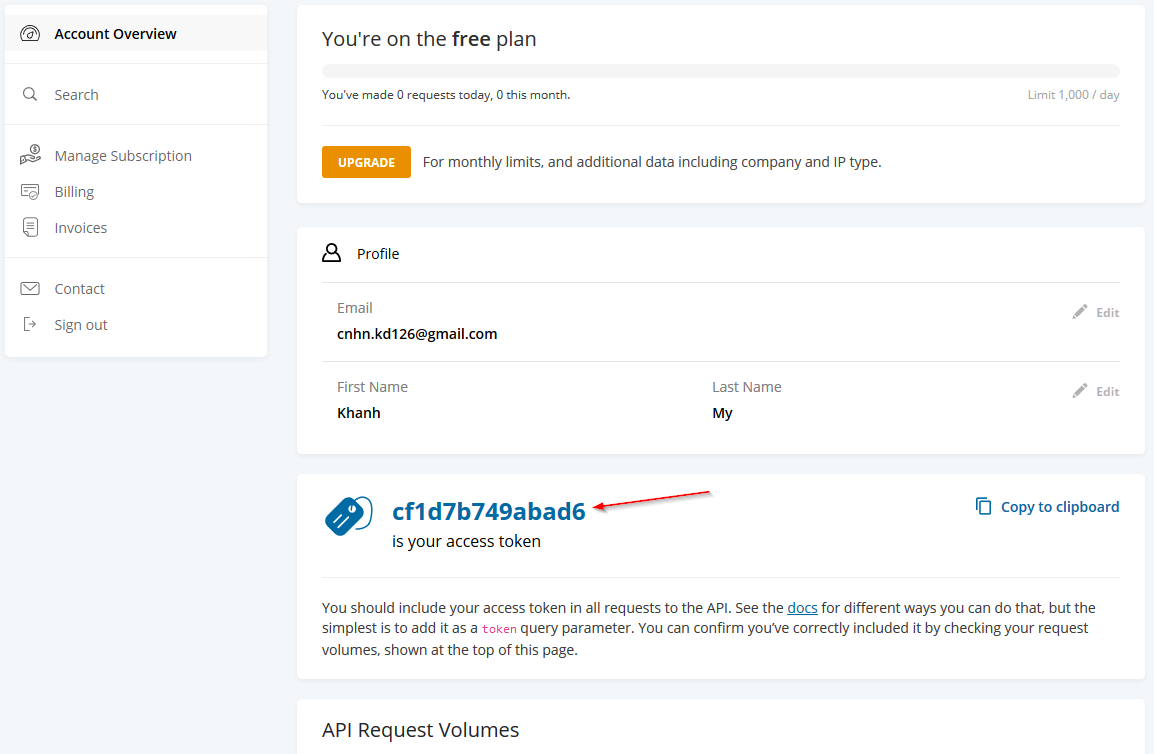 Account Overview
Search
Manage Subscription
Billing
Invoices
Contact
Sign out
You're on the free plan
You've made 0 requests today, 0 this month.
Limit 1,000 / day
UPGRADE
For monthly limits, and additional data including company and IP type.
Profile
Email
Edit
cnhn.kd126@gmail.com
First Name
Last Name
Edit
Khanh
My
cf1d7b749abad6
Copy to clipboard
is your access token
You should include your access token in all requests to the API. See the docs for different ways you can do that, but the
simplest is to add it as a token query parameter. You can confirm you’ve correctly included it by checking your request
volumes, shown at the top of this page.
API Request Volumes